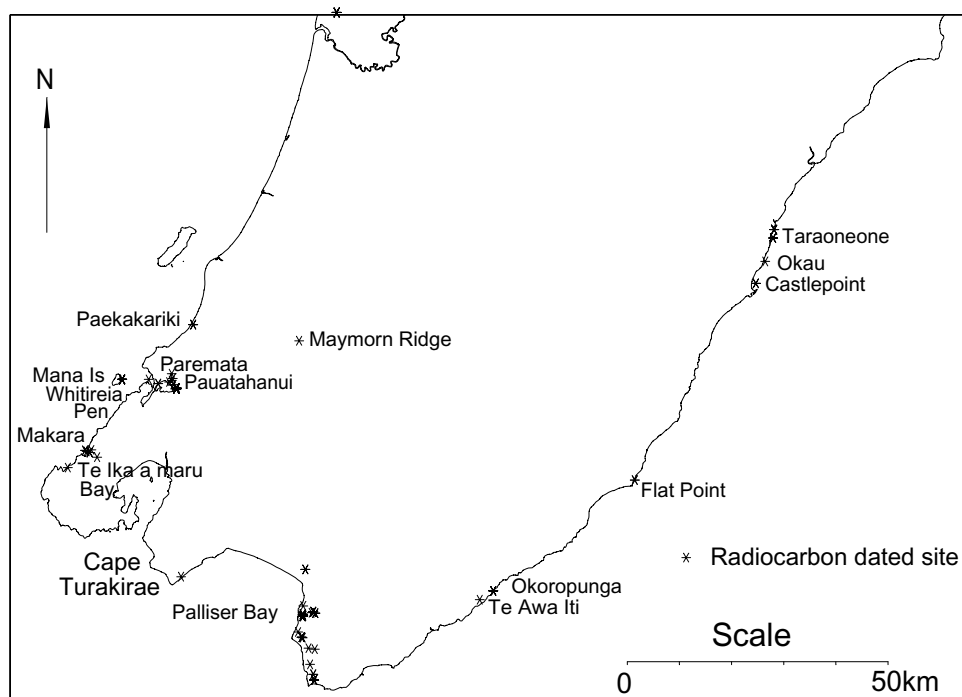 N
Taraoneone
Okau
Castlepoint
Paekakariki
Maymorn Ridge
Paremata
Mana Is
Pauatahanui
Whitireia
Pen
Makara
Te Ika a maru
Bay
Flat Point
Cape
Turakirae
Radiocarbon dated site
Okoropunga
Te Awa Iti
Palliser Bay
Scale
0 50km